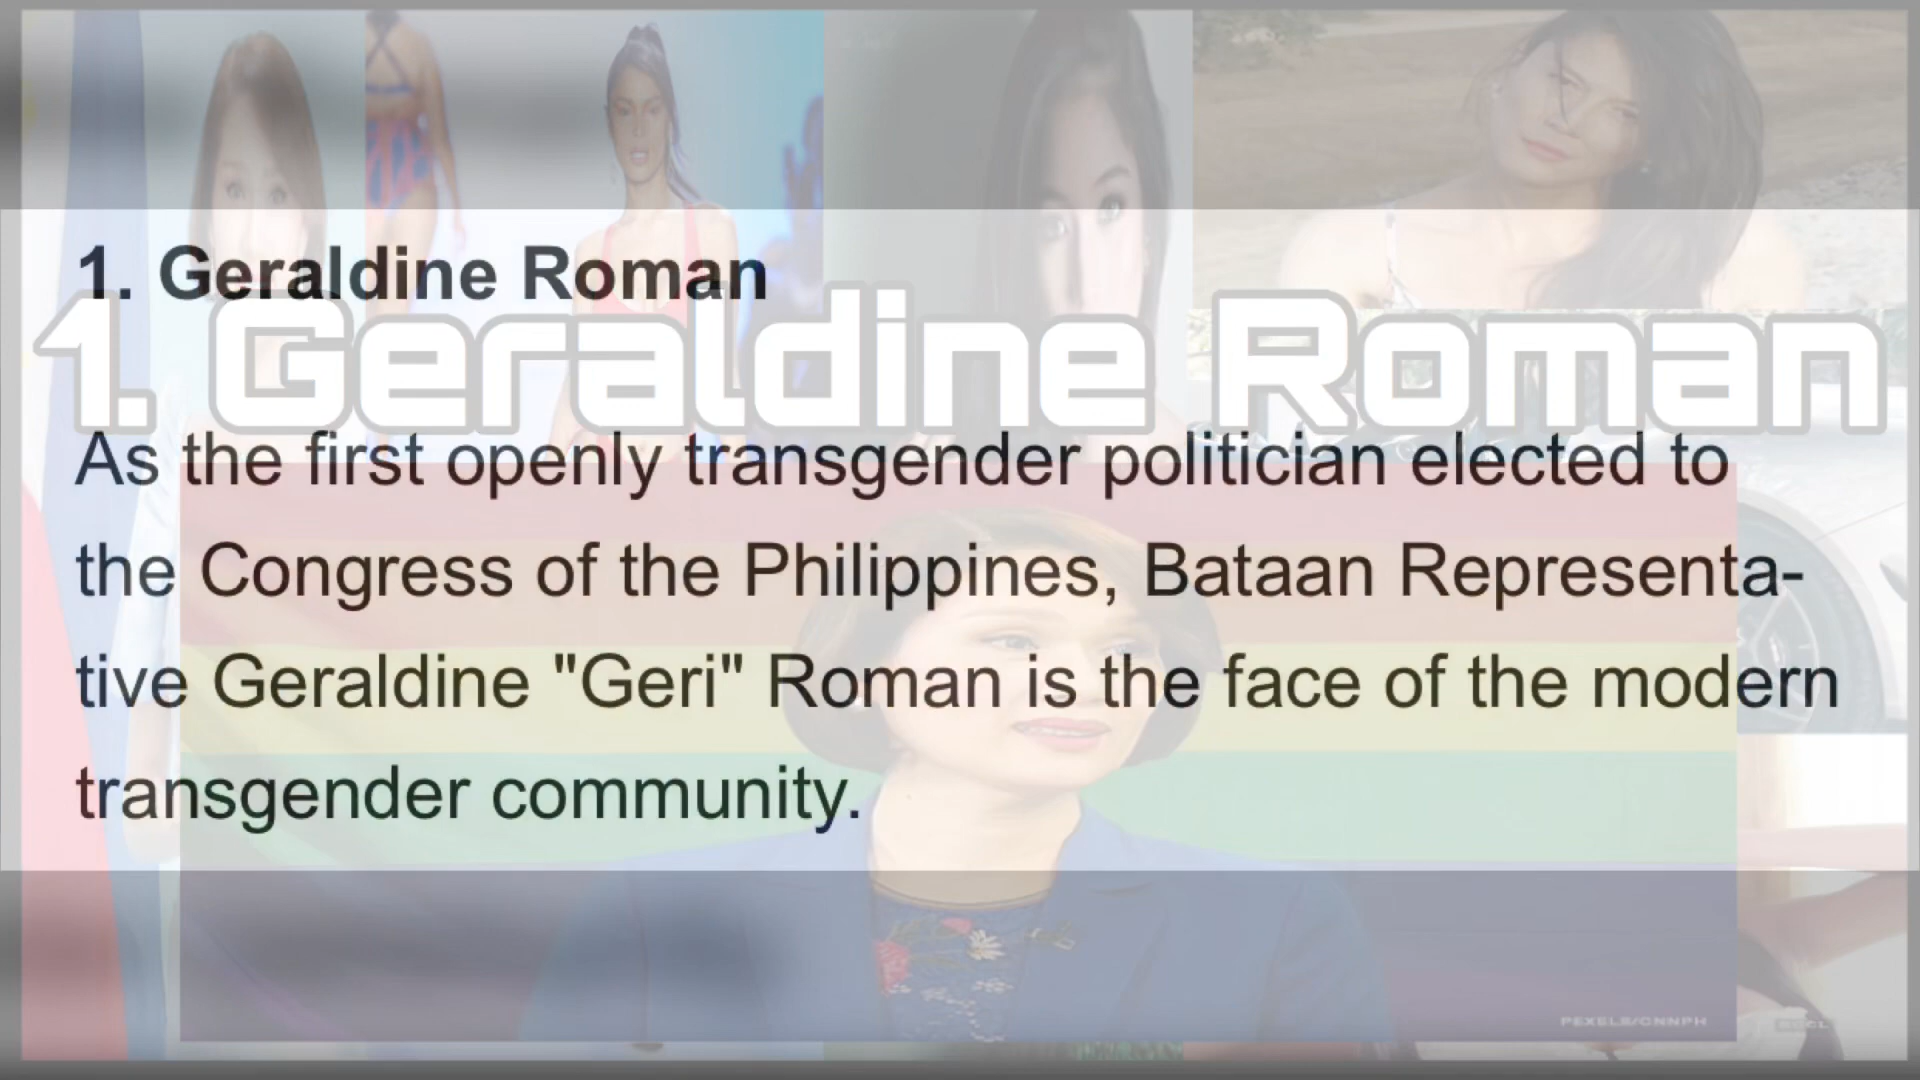 1. Geraldine Roman
1. Geraldine Roman
As the first openly transgender politician elected to
the Congress of the Philippines, Bataan Representa-
tive Geraldine "Geri" Roman is the face of the modern
transgender community.
PEXELS/CNNPH